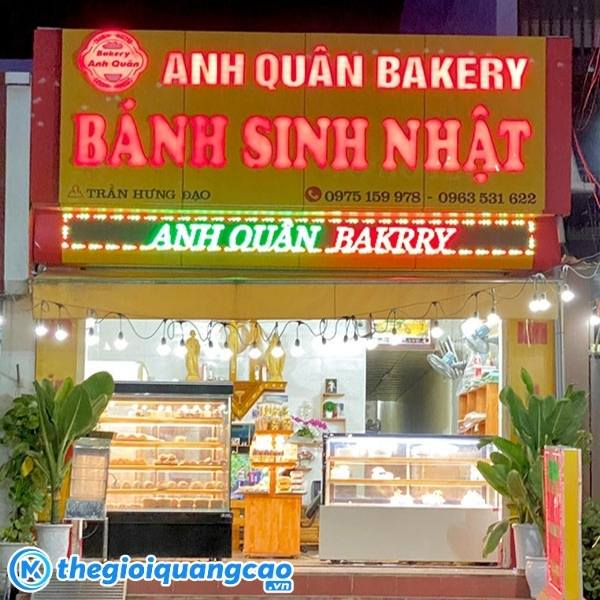 Bakery
Anh Quân
ANH QUÂN BAKERY
BÁNH SINH NHẬT
TRẦN HƯNG ĐẠO
0975 159 978 - 0963 531 622
ANH QUÂN BAKRRY
thegioiquangcao
.vn